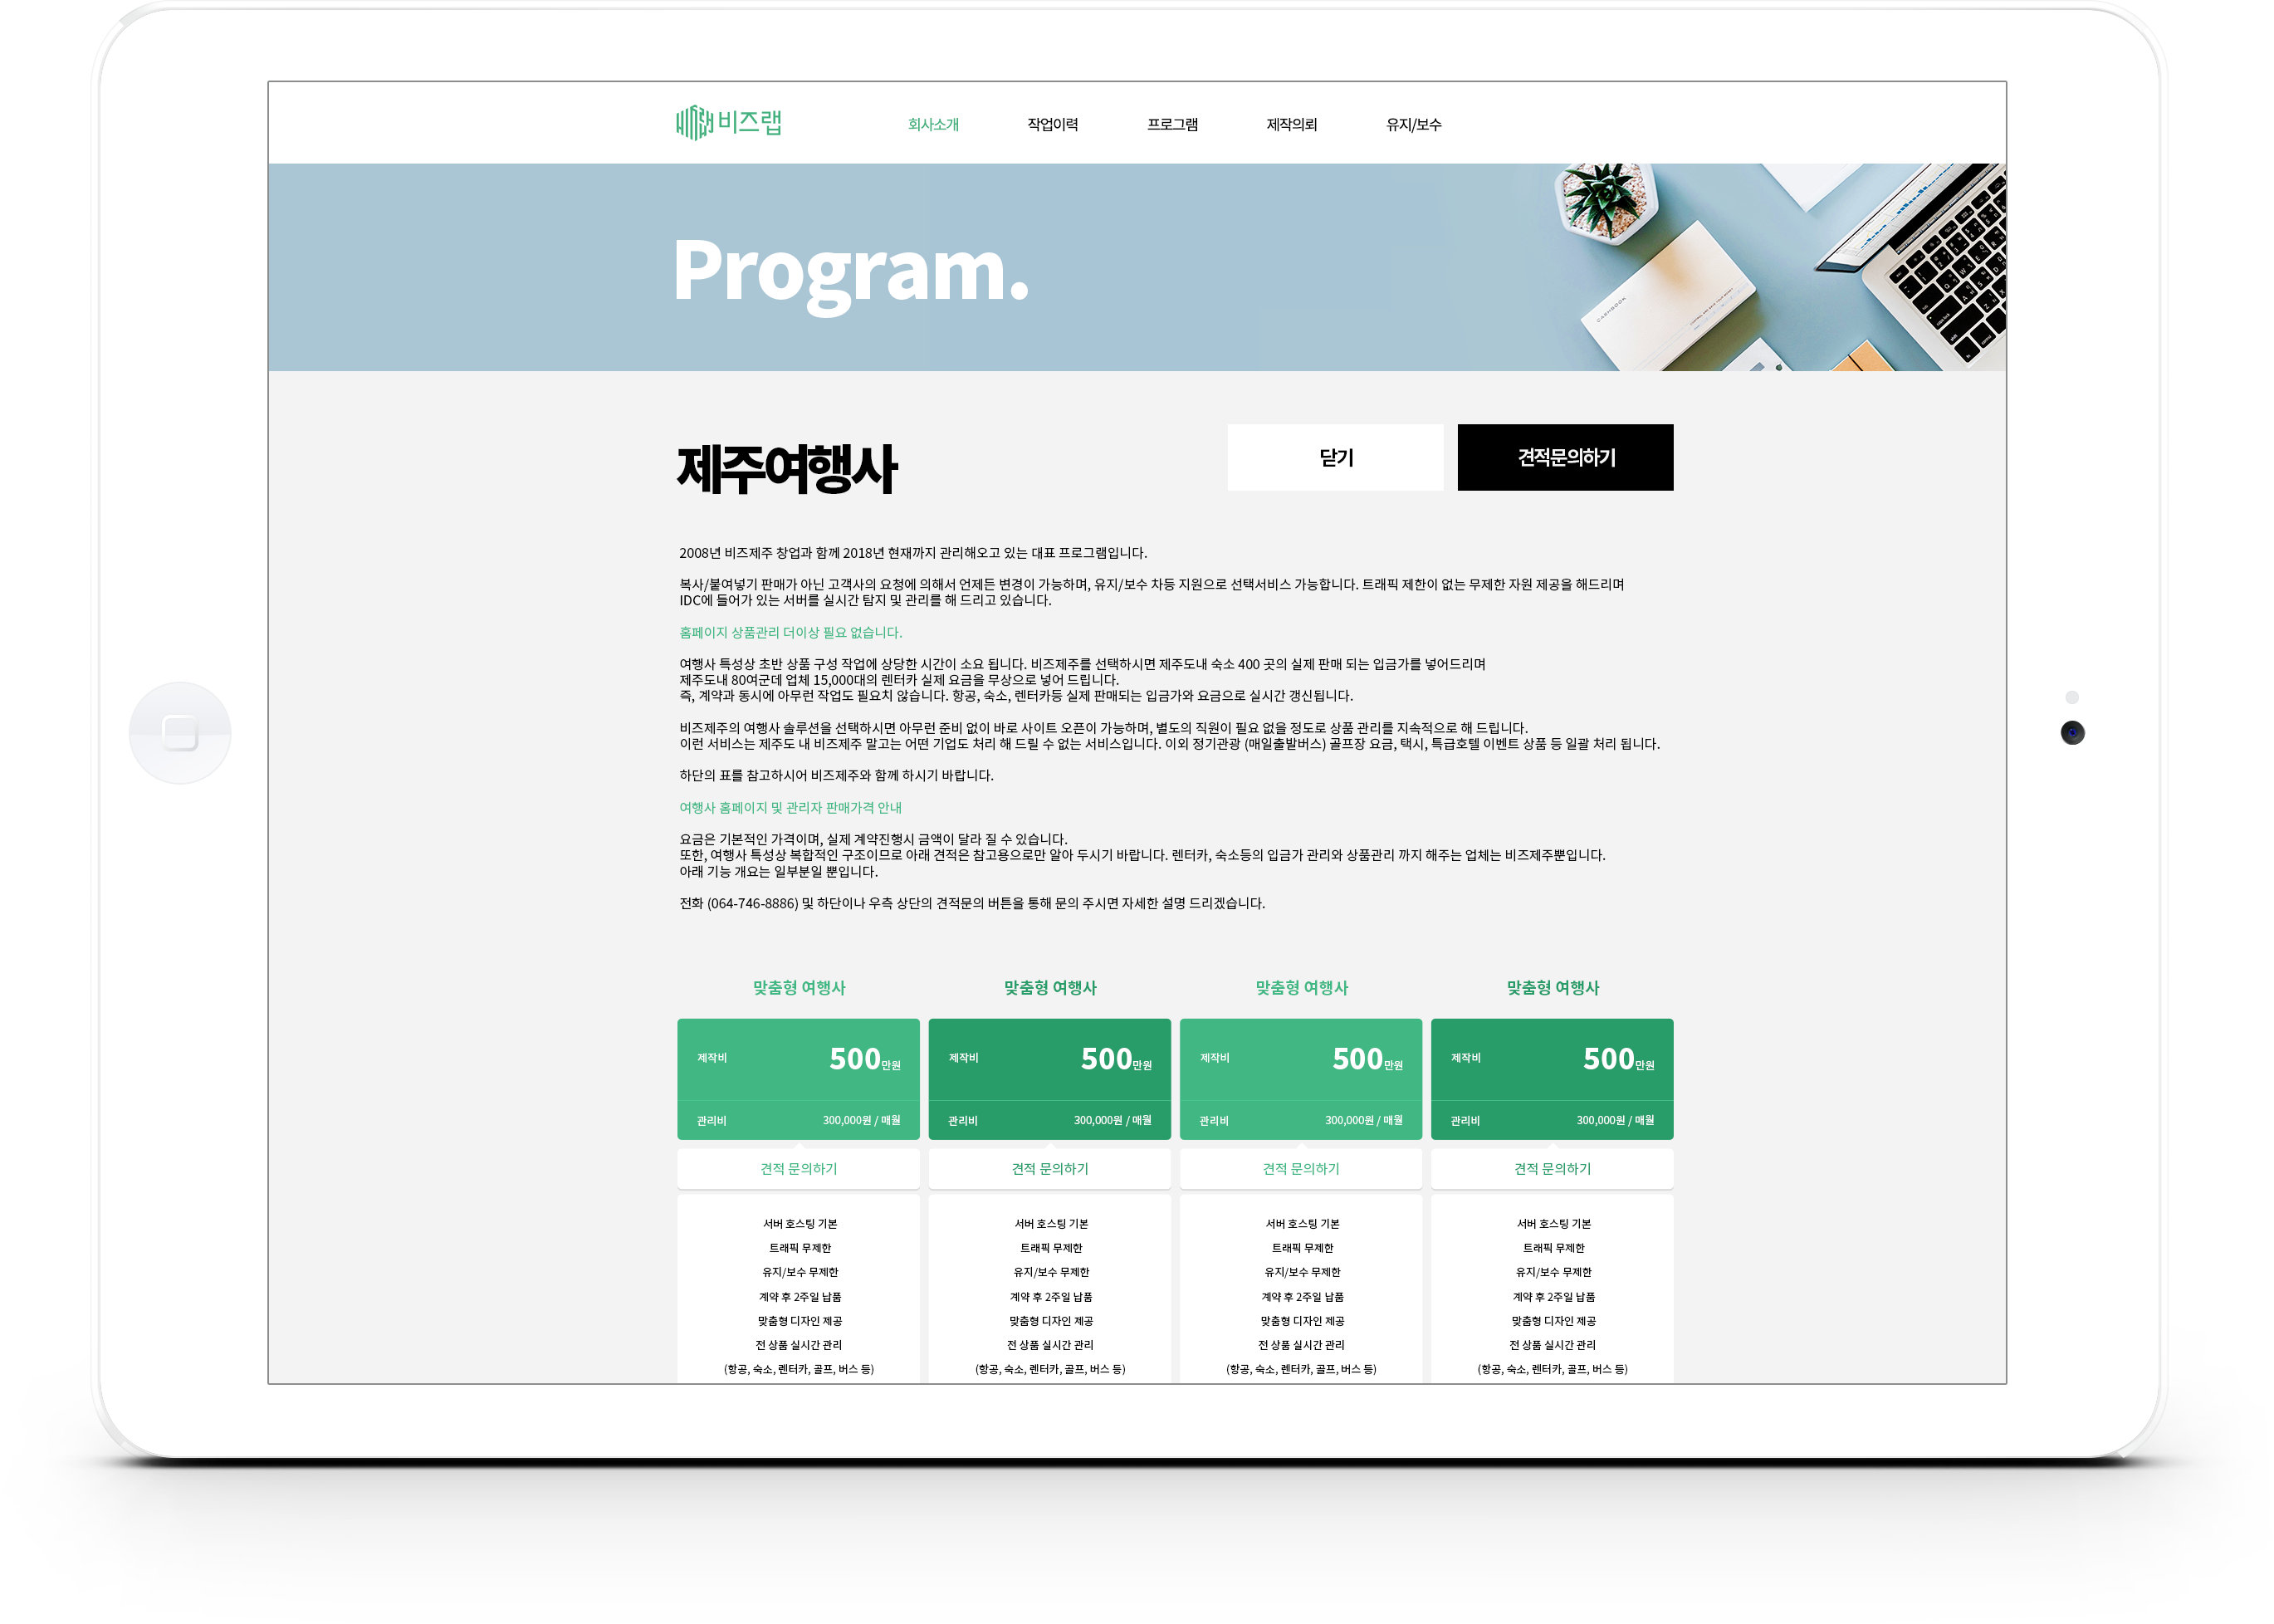 비즈랩
회사소개 작업이력 프로그램 제작의뢰 유지/보수
Program.
CASHBOOK
제주여행사
닫기 견적문의하기
2008년 비즈제주 창업과 함께 2018년 현재까지 관리해오고 있는 대표 프로그램입니다.
복사/붙여넣기 판매가 아닌 고객사의 요청에 의해서 언제든 변경이 가능하며, 유지/보수 차등 지원으로 선택서비스 가능합니다. 트래픽 제한이 없는 무제한 자원 제공을 해드리며
IDC에 들어가 있는 서버를 실시간 탐지 및 관리를 해 드리고 있습니다.
홈페이지 상품관리 더이상 필요 없습니다.
여행사 특성상 초반 상품 구성 작업에 상당한 시간이 소요 됩니다. 비즈제주를 선택하시면 제주도내 숙소 400 곳의 실제 판매 되는 입금가를 넣어드리며
제주도내 80여군데 업체 15,000대의 렌터카 실제 요금을 무상으로 넣어 드립니다.
즉, 계약과 동시에 아무런 작업도 필요치 않습니다. 항공, 숙소, 렌터카등 실제 판매되는 입금가와 요금으로 실시간 갱신됩니다.
비즈제주의 여행사 솔루션을 선택하시면 아무런 준비 없이 바로 사이트 오픈이 가능하며, 별도의 직원이 필요 없을 정도로 상품 관리를 지속적으로 해 드립니다.
이런 서비스는 제주도 내 비즈제주 말고는 어떤 기업도 처리 해 드릴 수 없는 서비스입니다. 이외 정기관광 (매일출발버스) 골프장 요금, 택시, 특급호텔 이벤트 상품 등 일괄 처리 됩니다.
하단의 표를 참고하시어 비즈제주와 함께 하시기 바랍니다.
여행사 홈페이지 및 관리자 판매가격 안내
요금은 기본적인 가격이며, 실제 계약진행시 금액이 달라 질 수 있습니다.
또한, 여행사 특성상 복합적인 구조이므로 아래 견적은 참고용으로만 알아 두시기 바랍니다. 렌터카, 숙소등의 입금가 관리와 상품관리 까지 해주는 업체는 비즈제주뿐입니다.
아래 기능 개요는 일부분일 뿐입니다.
전화 (064-746-8886) 및 하단이나 우측 상단의 견적문의 버튼을 통해 문의 주시면 자세한 설명 드리겠습니다.
맞춤형 여행사 맞춤형 여행사 맞춤형 여행사 맞춤형 여행사
제작비 500만원 제작비 500만원 제작비 500만원 제작비 500만원
관리비 300,000원 / 매월 관리비 300,000원 / 매월 관리비 300,000원 / 매월 관리비 300,000원 / 매월
견적 문의하기 견적 문의하기 견적 문의하기 견적 문의하기
서버 호스팅 기본 서버 호스팅 기본 서버 호스팅 기본 서버 호스팅 기본
트래픽 무제한 트래픽 무제한 트래픽 무제한 트래픽 무제한
유지/보수 무제한 유지/보수 무제한 유지/보수 무제한 유지/보수 무제한
계약 후 2주일 납품 계약 후 2주일 납품 계약 후 2주일 납품 계약 후 2주일 납품
맞춤형 디자인 제공 맞춤형 디자인 제공 맞춤형 디자인 제공 맞춤형 디자인 제공
전 상품 실시간 관리 전 상품 실시간 관리 전 상품 실시간 관리 전 상품 실시간 관리
(항공, 숙소, 렌터카, 골프, 버스 등) (항공, 숙소, 렌터카, 골프, 버스 등) (항공, 숙소, 렌터카, 골프, 버스 등) (항공, 숙소, 렌터카, 골프, 버스 등)